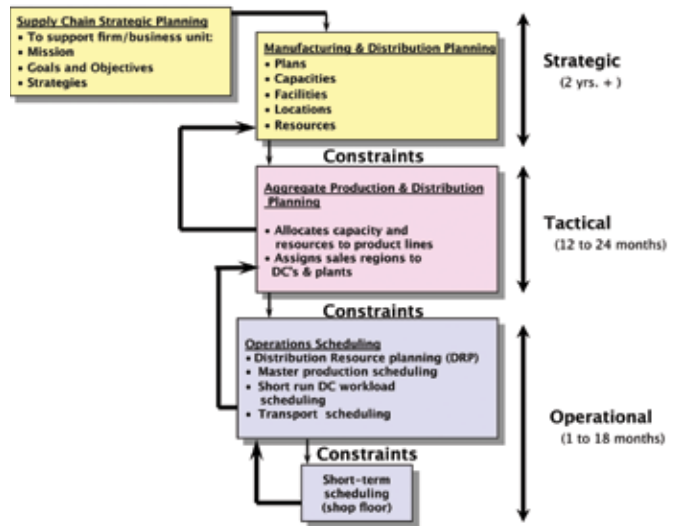 Supply Chain Strategic Planning
• To support firm/business unit:
• Mission
• Goals and Objectives
• Strategies
Manufacturing & Distribution Planning
• Plans
• Capacities
• Facilities
• Locations
• Resources
Strategic
(2 yrs. + )
Constraints
Aggregate Production & Distribution
Planning
• Allocates capacity and
resources to product lines
• Assigns sales regions to
DC's & plants
Tactical
(12 to 24 months)
Constraints
Operations Scheduling
• Distribution Resource planning (DRP)
• Master production scheduling
• Short run DC workload
scheduling
• Transport scheduling
Operational
(1 to 18 months)
Constraints
Short-term
scheduling
(shop floor)